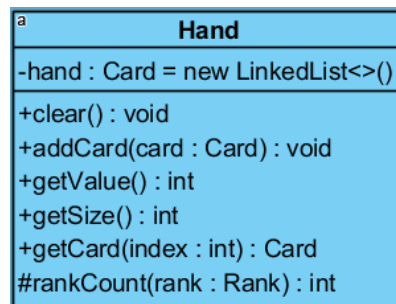 a
Hand
-hand : Card = new LinkedList<>()
+clear() : void
+addCard(card : Card) : void
+getValue() : int
+getSize() : int
+getCard(index : int) : Card
#rankCount(rank : Rank) : int